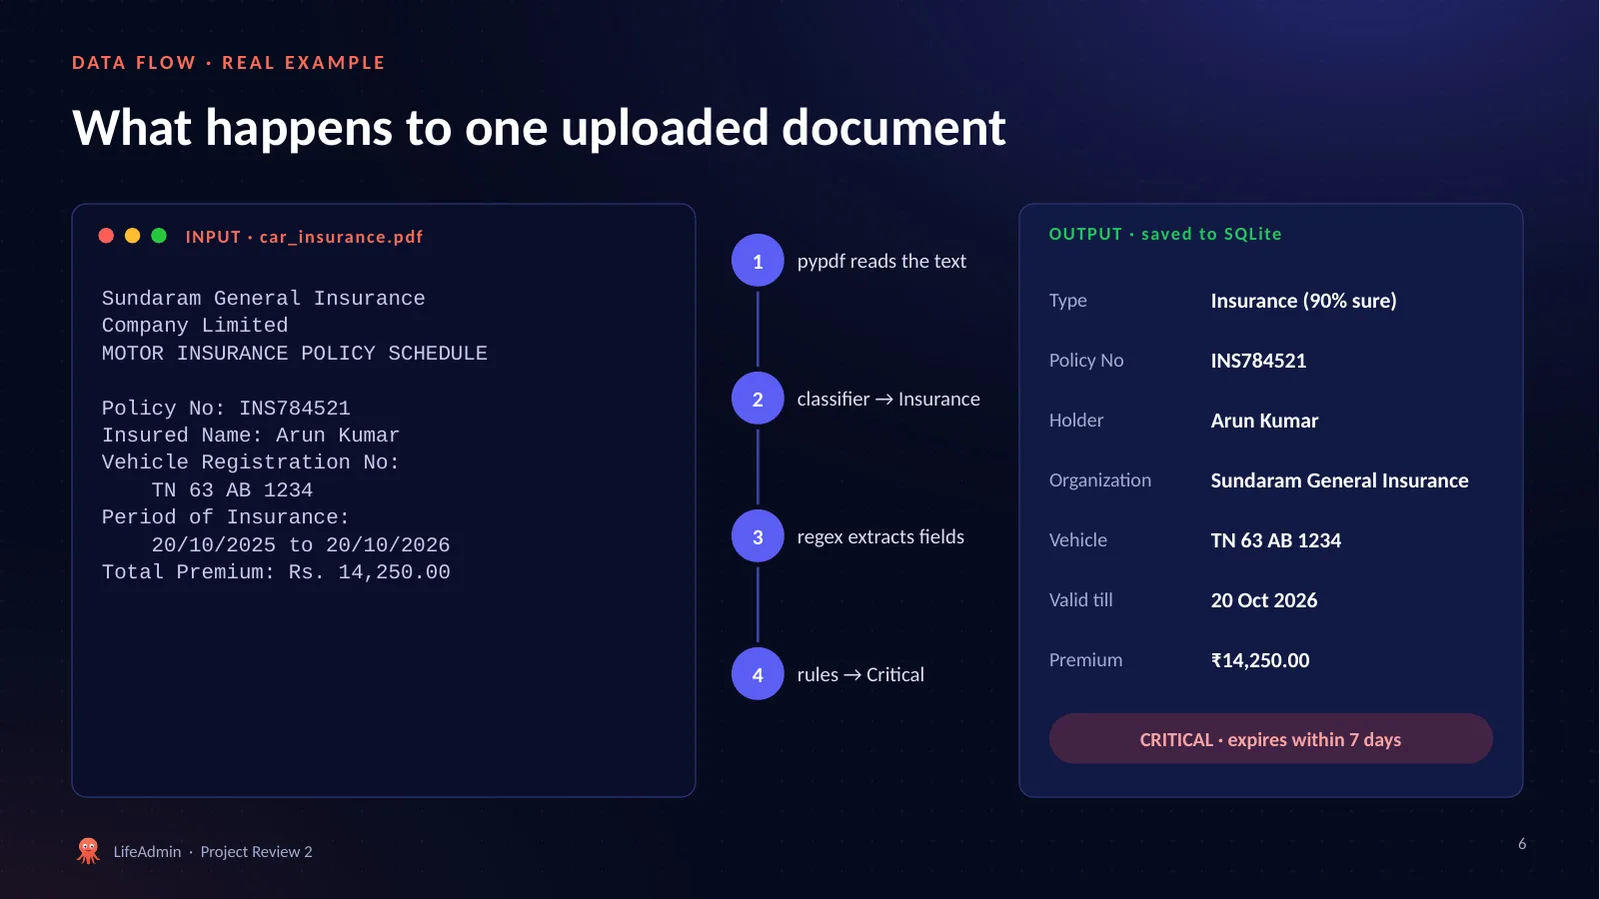 DATA FLOW · REAL EXAMPLE
What happens to one uploaded document
INPUT · car_insurance.pdf
Sundaram General Insurance
Company Limited
MOTOR INSURANCE POLICY SCHEDULE
Policy No: INS784521
Insured Name: Arun Kumar
Vehicle Registration No:
TN 63 AB 1234
Period of Insurance:
20/10/2025 to 20/10/2026
Total Premium: Rs. 14,250.00
1 pypdf reads the text
2 classifier → Insurance
3 regex extracts fields
4 rules → Critical
OUTPUT · saved to SQLite
Type Insurance (90% sure)
Policy No INS784521
Holder Arun Kumar
Organization Sundaram General Insurance
Vehicle TN 63 AB 1234
Valid till 20 Oct 2026
Premium ₹14,250.00
CRITICAL · expires within 7 days
LifeAdmin · Project Review 2
6